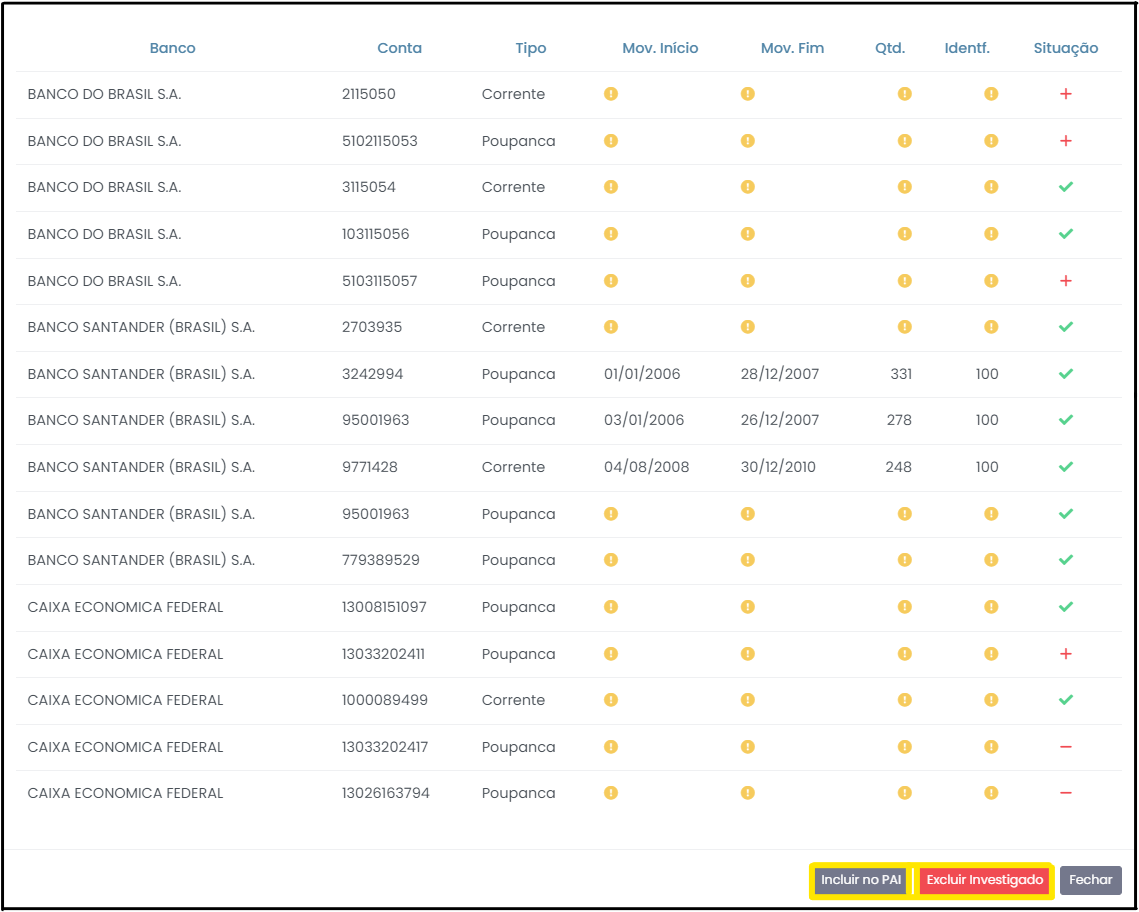 Banco Conta Tipo Mov. Início Mov. Fim Qtd. Identf. Situação
BANCO DO BRASIL S.A. 2115050 Corrente
BANCO DO BRASIL S.A. 5102115053 Poupanca
BANCO DO BRASIL S.A. 3115054 Corrente
BANCO DO BRASIL S.A. 103115056 Poupanca
BANCO DO BRASIL S.A. 5103115057 Poupanca
BANCO SANTANDER (BRASIL) S.A. 2703935 Corrente
BANCO SANTANDER (BRASIL) S.A. 3242994 Poupanca 01/01/2006 28/12/2007 331 100
BANCO SANTANDER (BRASIL) S.A. 95001963 Poupanca 03/01/2006 26/12/2007 278 100
BANCO SANTANDER (BRASIL) S.A. 9771428 Corrente 04/08/2008 30/12/2010 248 100
BANCO SANTANDER (BRASIL) S.A. 95001963 Poupanca
BANCO SANTANDER (BRASIL) S.A. 779389529 Poupanca
CAIXA ECONOMICA FEDERAL 13008151097 Poupanca
CAIXA ECONOMICA FEDERAL 13033202411 Poupanca
CAIXA ECONOMICA FEDERAL 1000089499 Corrente
CAIXA ECONOMICA FEDERAL 13033202417 Poupanca
CAIXA ECONOMICA FEDERAL 13026163794 Poupanca
Incluir no PAI Excluir Investigado Fechar